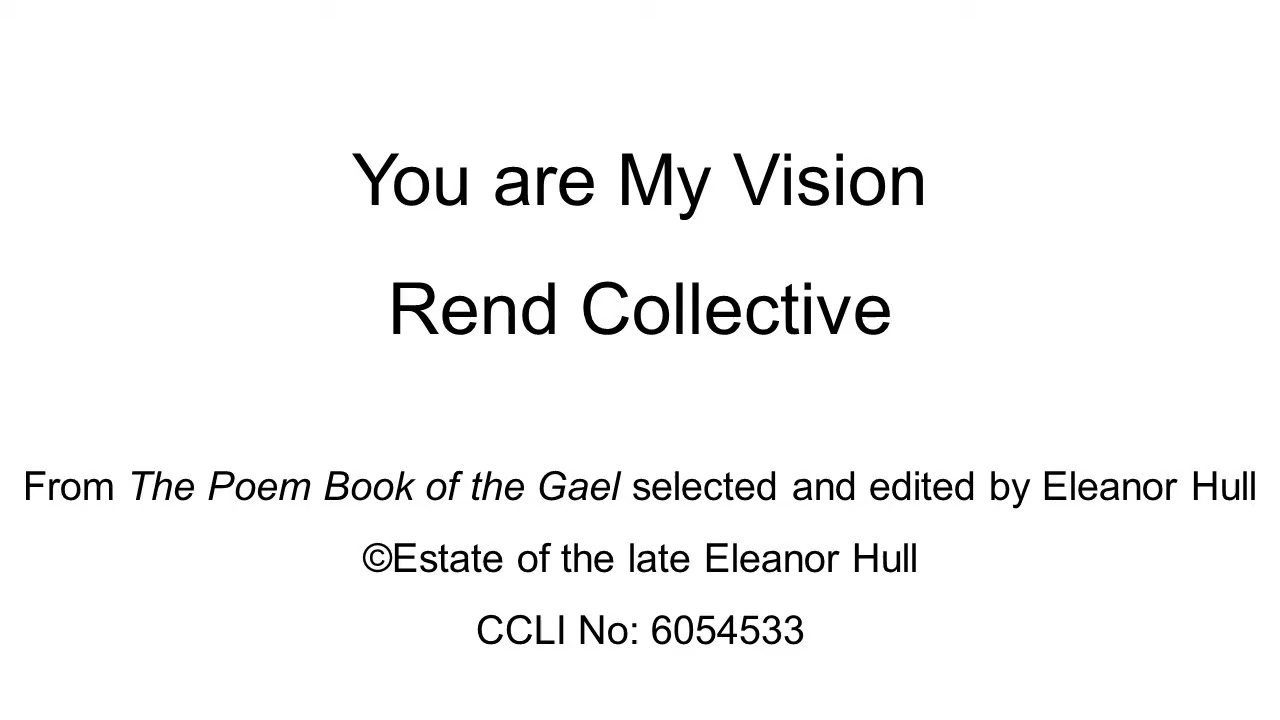 You are My Vision
Rend Collective
From The Poem Book of the Gael selected and edited by Eleanor Hull
©Estate of the late Eleanor Hull
CCLI No: 6054533